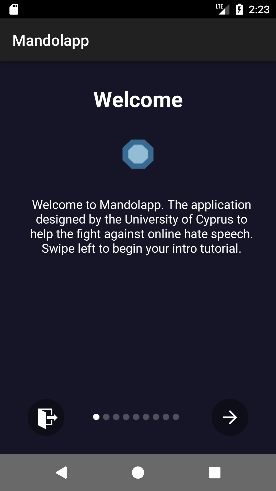 LTE 2:23
Mandolapp
Welcome
Welcome to Mandolapp. The application
designed by the University of Cyprus to
help the fight against online hate speech.
Swipe left to begin your intro tutorial.